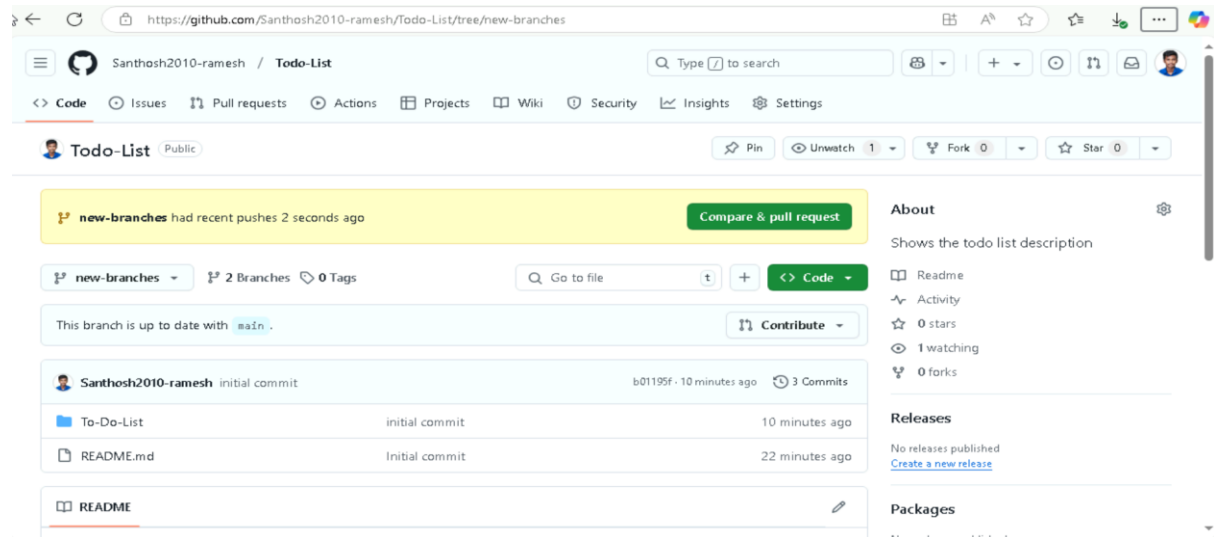 https://github.com/Santhosh2010-ramesh/Todo-List/tree/new-branches
Santhosh2010-ramesh / Todo-List
Type / to search
Code Issues Pull requests Actions Projects Wiki Security Insights Settings
Todo-List Public
Pin Unwatch 1 Fork 0 Star 0
new-branches had recent pushes 2 seconds ago
Compare & pull request
new-branches 2 Branches 0 Tags
Go to file t
+ <> Code
This branch is up to date with main.
Contribute
Santhosh2010-ramesh initial commit
b01195f · 10 minutes ago 3 Commits
To-Do-List initial commit 10 minutes ago
README.md Initial commit 22 minutes ago
README
About
Shows the todo list description
Readme
Activity
0 stars
1 watching
0 forks
Releases
No releases published
Create a new release
Packages